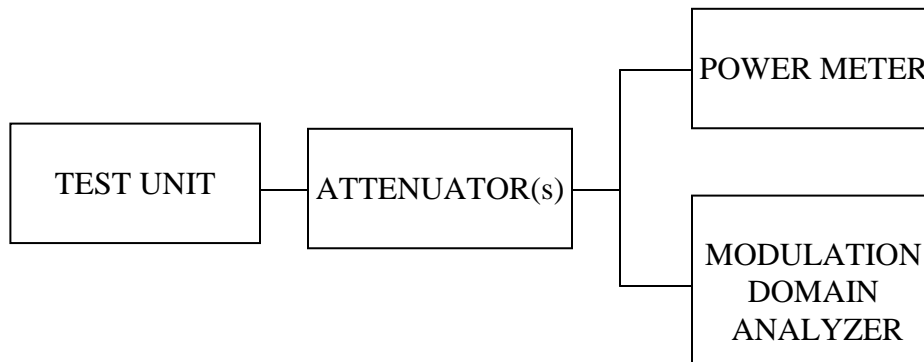 TEST UNIT
ATTENUATOR(s)
POWER METER
MODULATION
DOMAIN
ANALYZER